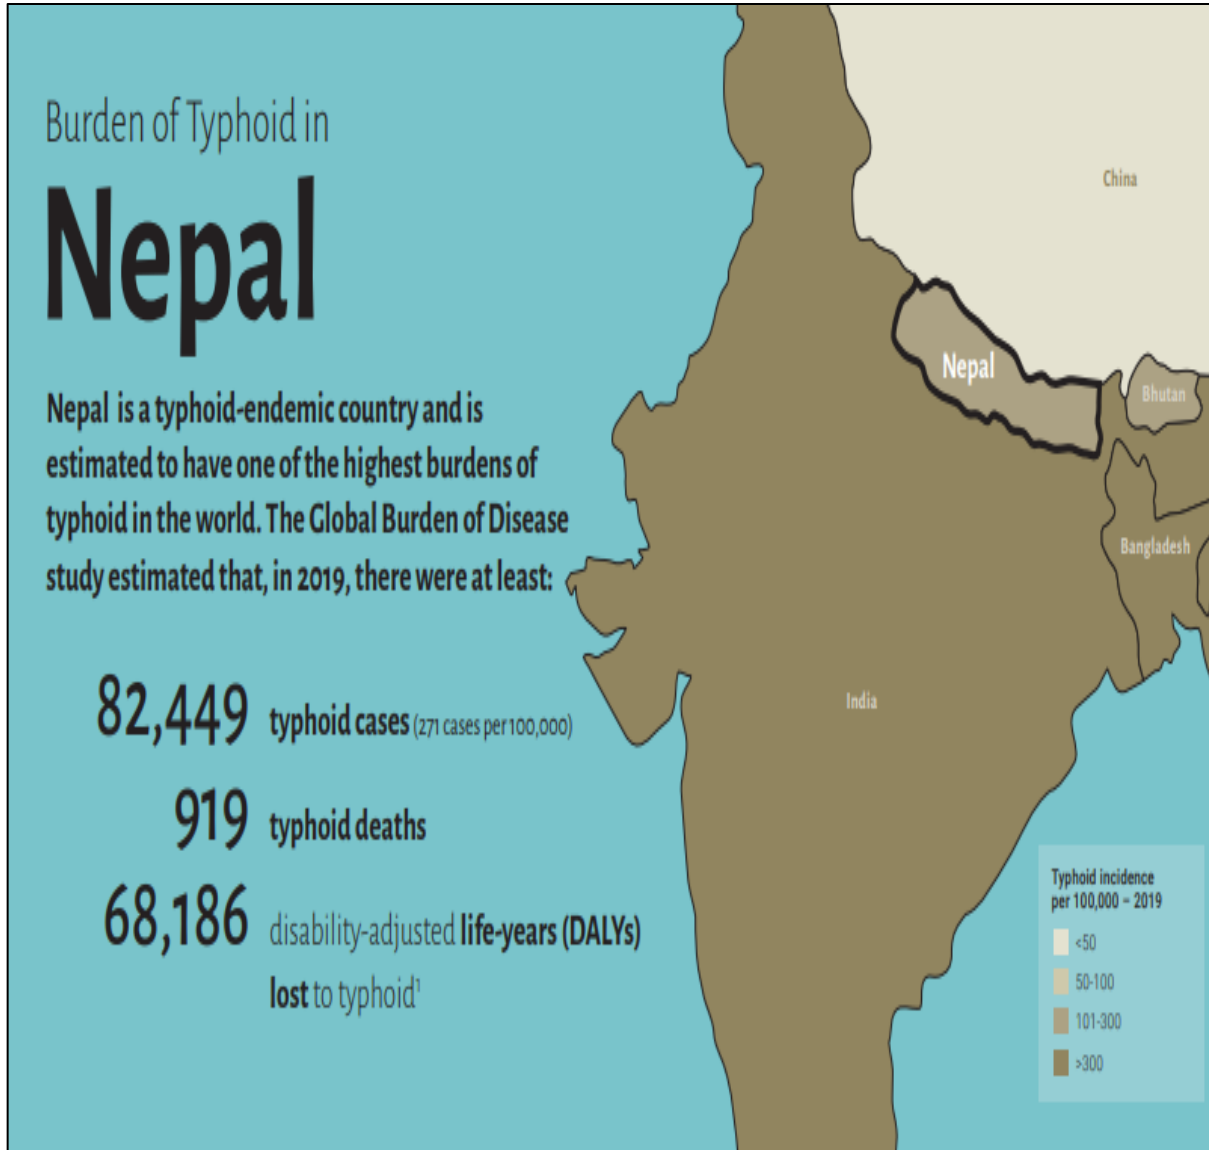 Burden of Typhoid in
Nepal
Nepal is a typhoid-endemic country and is
estimated to have one of the highest burdens of
typhoid in the world. The Global Burden of Disease
study estimated that, in 2019, there were at least:
82,449 typhoid cases (271 cases per 100,000)
919 typhoid deaths
68,186 disability-adjusted life-years (DALYs)
lost to typhoid¹
China
Nepal
Bhutan
Bangladesh
India
Typhoid incidence
per 100,000 – 2019
<50
50-100
101-300
>300